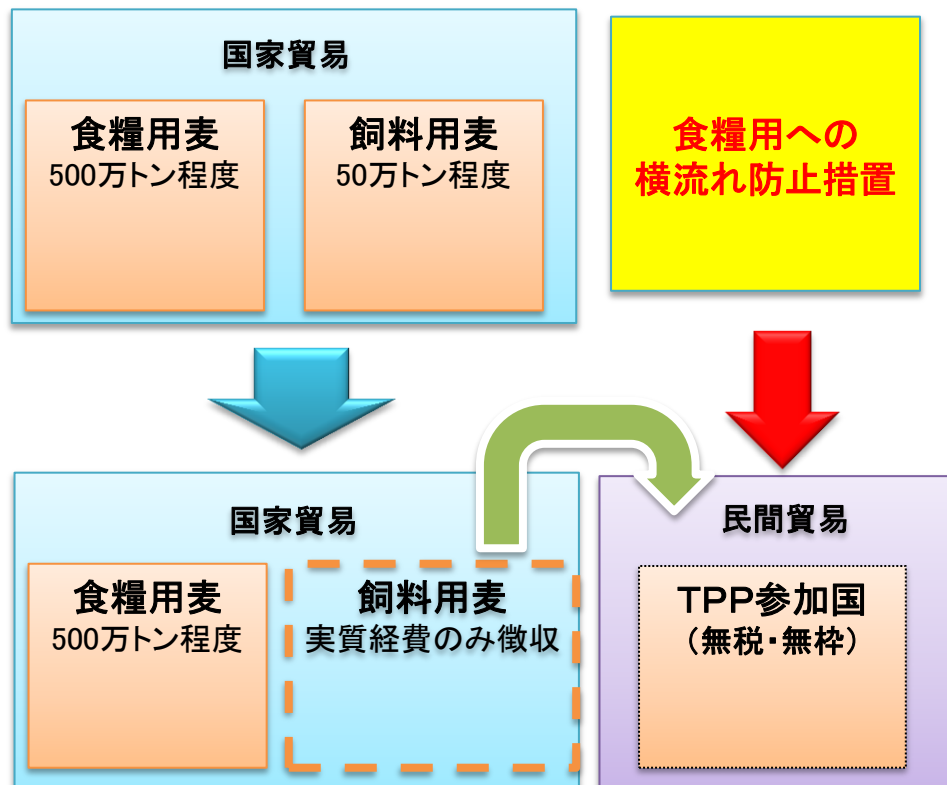 国家貿易
食糧用麦
500万トン程度
飼料用麦
50万トン程度
食糧用への
横流れ防止措置
国家貿易
食糧用麦
500万トン程度
飼料用麦
実質経費のみ徴収
民間貿易
TPP参加国
（無税・無枠）